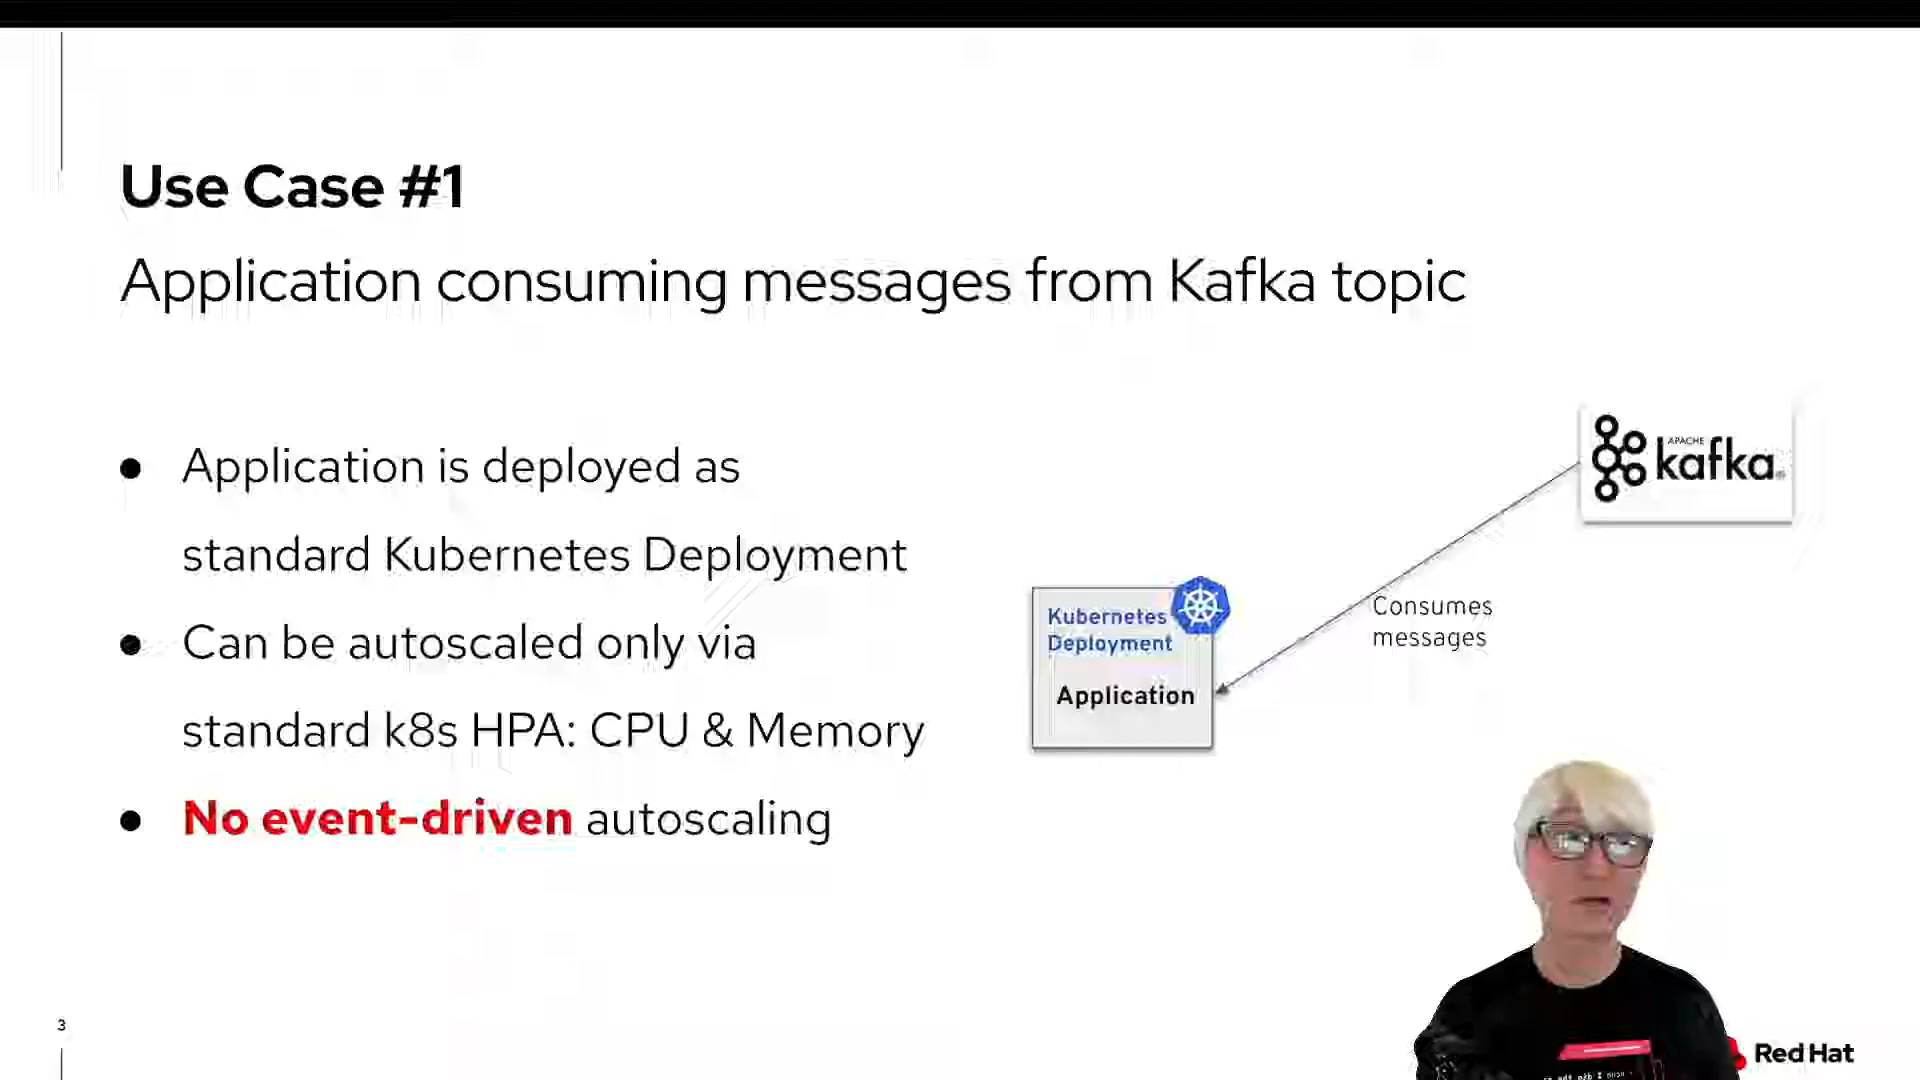 Use Case #1
Application consuming messages from Kafka topic
● Application is deployed as
standard Kubernetes Deployment
● Can be autoscaled only via
standard k8s HPA: CPU & Memory
● No event-driven autoscaling
APACHE
kafka®
Kubernetes
Deployment
Application
Consumes
messages
3
Red Hat